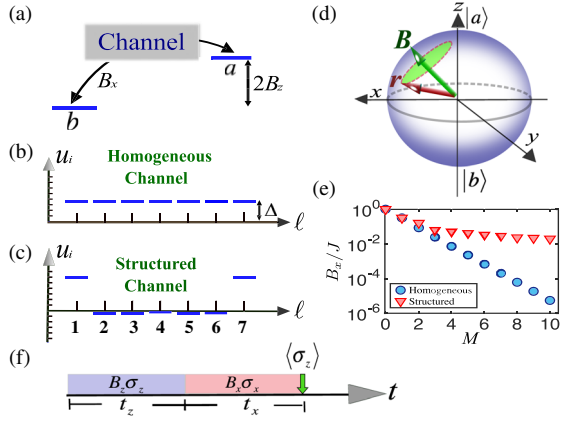 (a)
Channel
B_x
a
2B_z
b
(b)
u_i
Homogeneous
Channel
Δ
ℓ
(c)
u_i
Structured
Channel
ℓ
1 2 3 4 5 6 7
(d)
z
|a⟩
B
r
x
y
|b⟩
(e)
B_x/J
10^0
10^-2
10^-4
10^-6
Homogeneous
Structured
0 2 4 6 8 10
M
(f)
⟨σ_z⟩
B_zσ_z B_xσ_x
t
t_z t_x